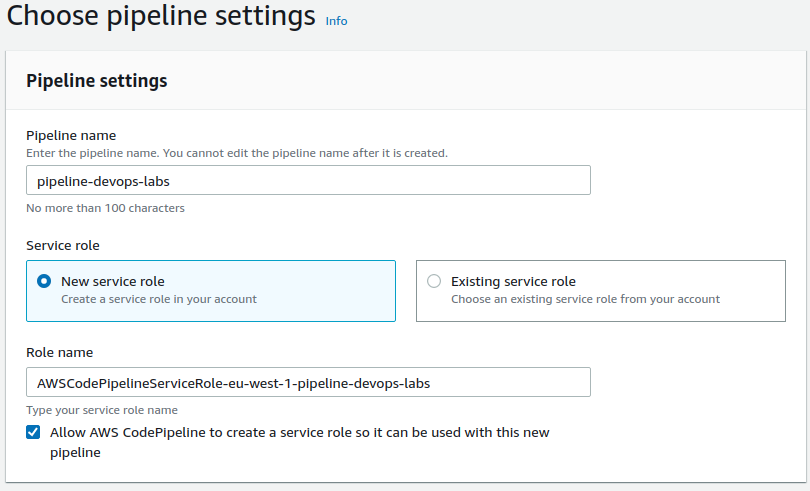 Choose pipeline settings Info
Pipeline settings
Pipeline name
Enter the pipeline name. You cannot edit the pipeline name after it is created.
pipeline-devops-labs
No more than 100 characters
Service role
New service role
Create a service role in your account
Existing service role
Choose an existing service role from your account
Role name
AWSCodePipelineServiceRole-eu-west-1-pipeline-devops-labs
Type your service role name
Allow AWS CodePipeline to create a service role so it can be used with this new
pipeline